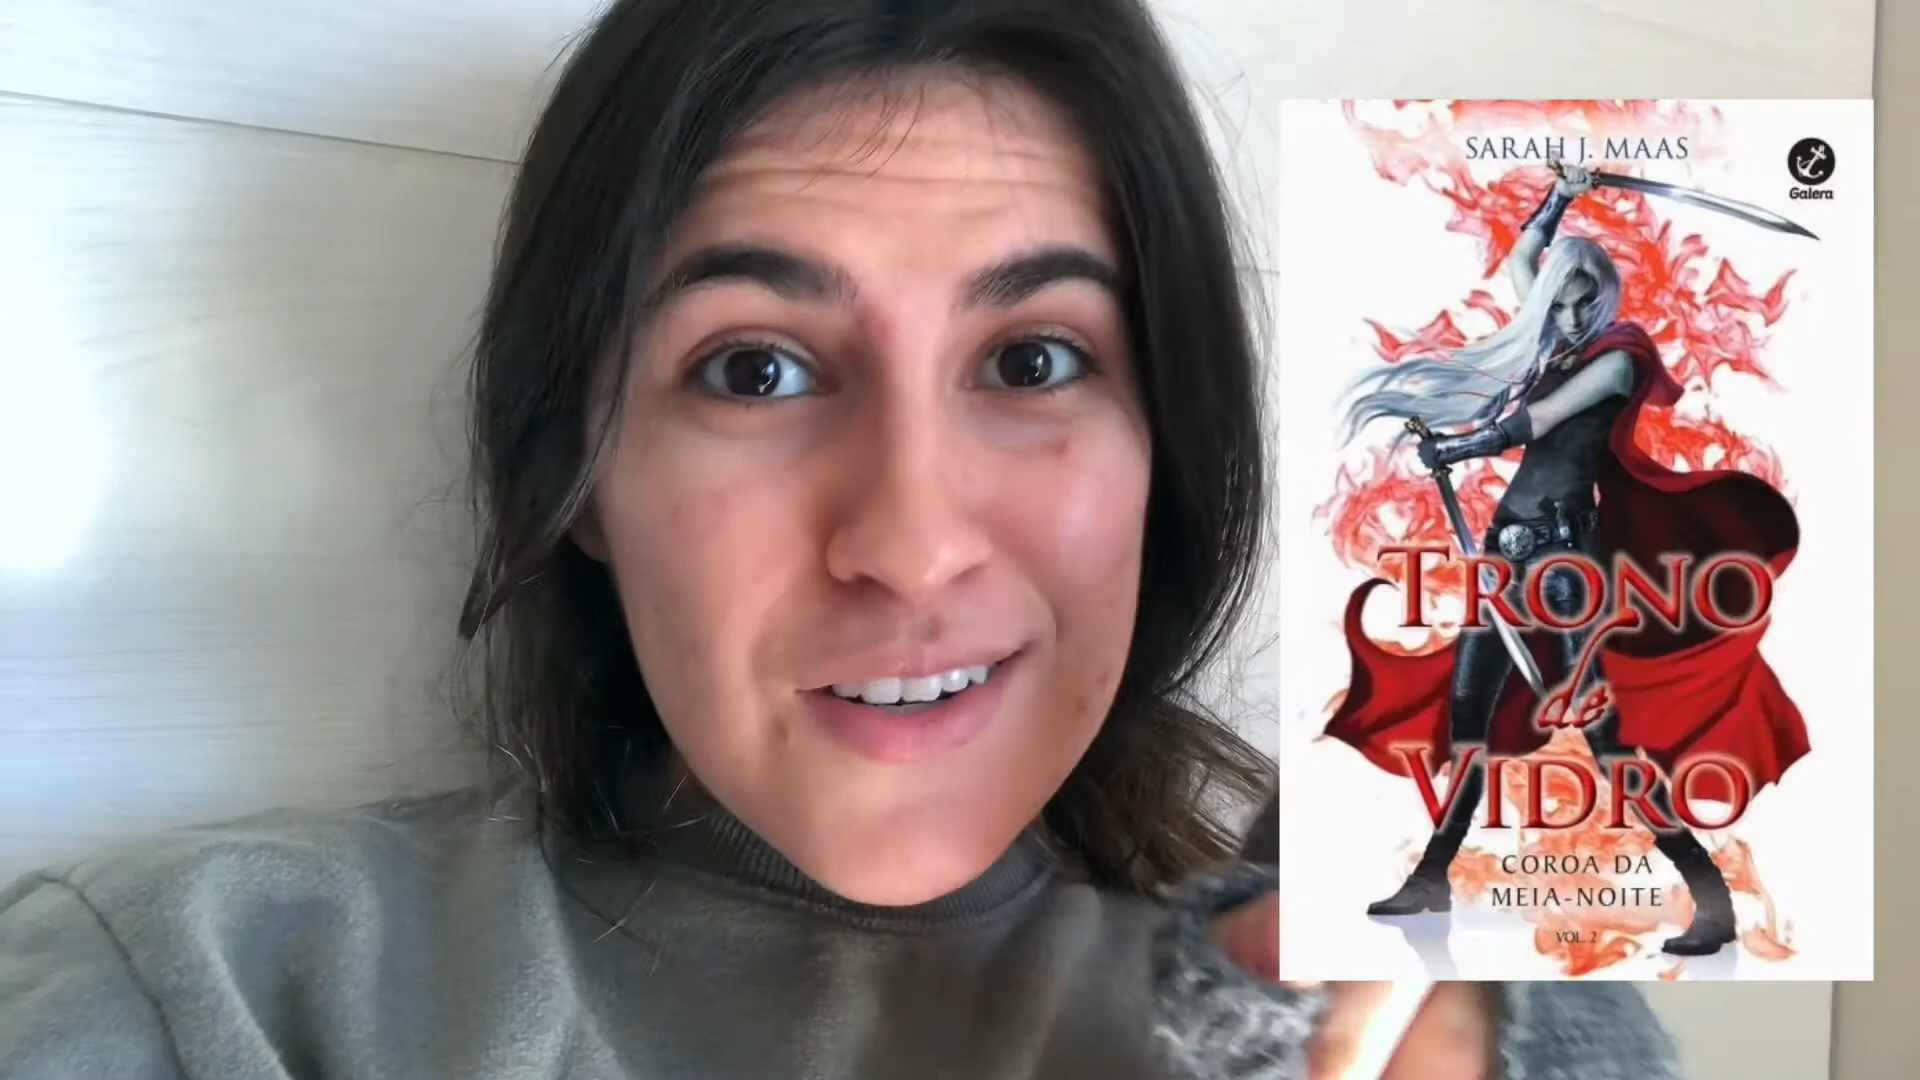 SARAH J. MAAS
Galera
TRONO
de
VIDRO
COROA DA
MEIA-NOITE
VOL. 2